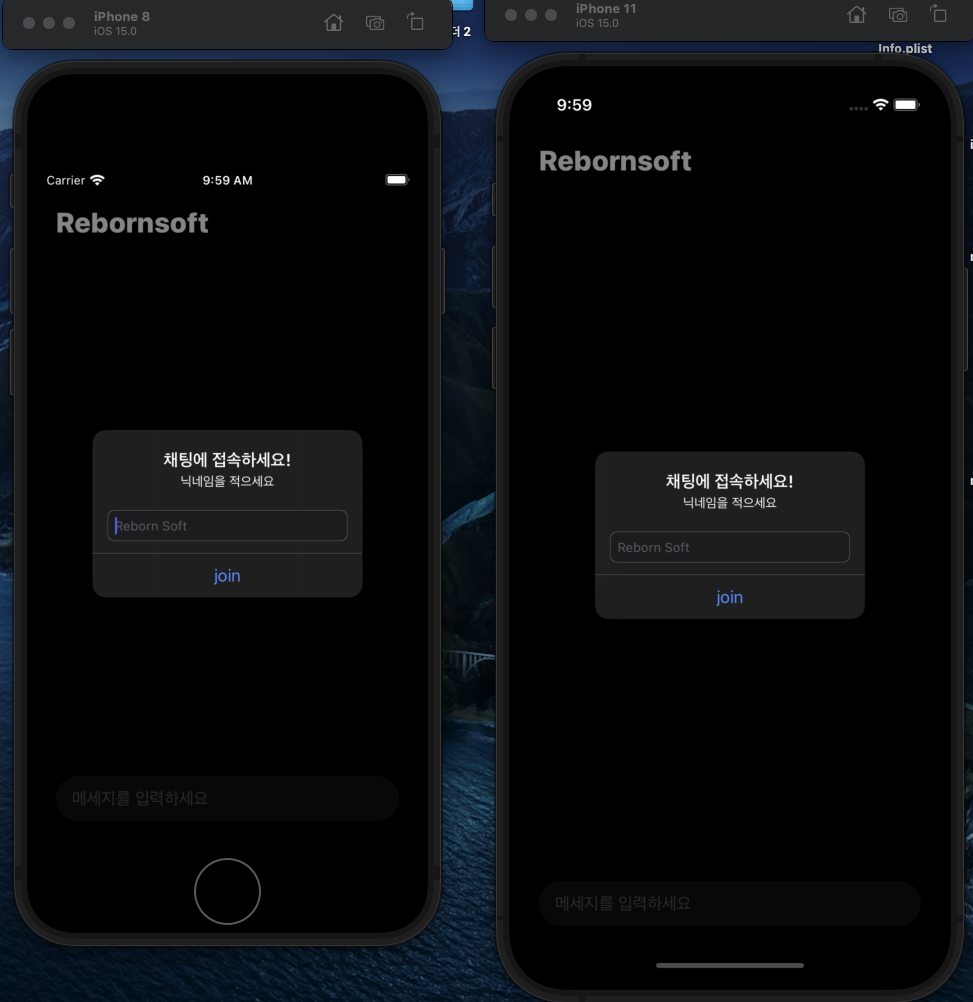 iPhone 8
iOS 15.0
Carrier
9:59 AM
Rebornsoft
채팅에 접속하세요!
닉네임을 적으세요
Reborn Soft
join
메세지를 입력하세요
iPhone 11
iOS 15.0
2
Info.plist
9:59
Rebornsoft
채팅에 접속하세요!
닉네임을 적으세요
Reborn Soft
join
메세지를 입력하세요